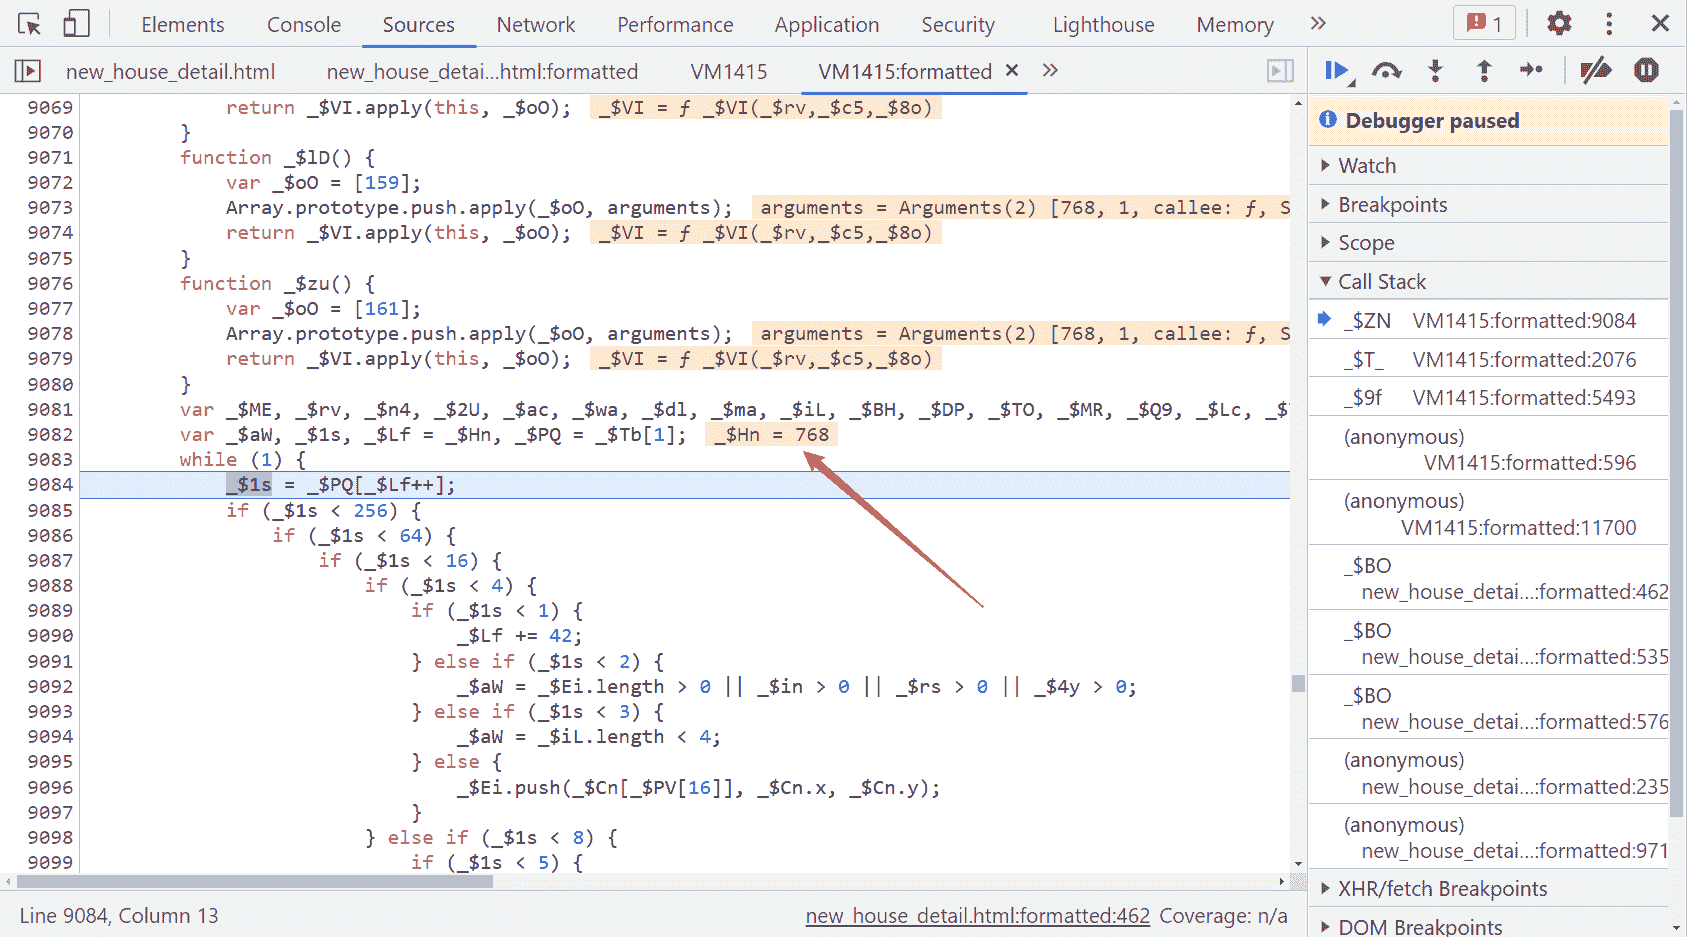 Elements Console Sources Network Performance Application Security Lighthouse Memory » 1
new_house_detail.html new_house_detai...html:formatted VM1415 VM1415:formatted × »
9069 return _$VI.apply(this, _$oO); _$VI = ƒ _$VI(_$rv,_$c5,_$8o)
9070 }
9071 function _$lD() {
9072 var _$oO = [159];
9073 Array.prototype.push.apply(_$oO, arguments); arguments = Arguments(2) [768, 1, callee: ƒ, S
9074 return _$VI.apply(this, _$oO); _$VI = ƒ _$VI(_$rv,_$c5,_$8o)
9075 }
9076 function _$zu() {
9077 var _$oO = [161];
9078 Array.prototype.push.apply(_$oO, arguments); arguments = Arguments(2) [768, 1, callee: ƒ, S
9079 return _$VI.apply(this, _$oO); _$VI = ƒ _$VI(_$rv,_$c5,_$8o)
9080 }
9081 var _$ME, _$rv, _$n4, _$2U, _$ac, _$wa, _$dl, _$ma, _$iL, _$BH, _$DP, _$TO, _$MR, _$Q9, _$Lc, _$
9082 var _$aW, _$1s, _$Lf = _$Hn, _$PQ = _$Tb[1]; _$Hn = 768
9083 while (1) {
9084 _$1s = _$PQ[_$Lf++];
9085 if (_$1s < 256) {
9086 if (_$1s < 64) {
9087 if (_$1s < 16) {
9088 if (_$1s < 4) {
9089 if (_$1s < 1) {
9090 _$Lf += 42;
9091 } else if (_$1s < 2) {
9092 _$aW = _$Ei.length > 0 || _$in > 0 || _$rs > 0 || _$4y > 0;
9093 } else if (_$1s < 3) {
9094 _$aW = _$iL.length < 4;
9095 } else {
9096 _$Ei.push(_$Cn[_$PV[16]], _$Cn.x, _$Cn.y);
9097 }
9098 } else if (_$1s < 8) {
9099 if (_$1s < 5) {
Line 9084, Column 13 new_house_detail.html:formatted:462 Coverage: n/a
Debugger paused
Watch
Breakpoints
Scope
Call Stack
_$ZN VM1415:formatted:9084
_$T_ VM1415:formatted:2076
_$9f VM1415:formatted:5493
(anonymous)
VM1415:formatted:596
(anonymous)
VM1415:formatted:11700
_$BO
new_house_detai...:formatted:462
_$BO
new_house_detai...:formatted:535
_$BO
new_house_detai...:formatted:576
(anonymous)
new_house_detai...:formatted:235
(anonymous)
new_house_detai...:formatted:971
XHR/fetch Breakpoints
DOM Breakpoints